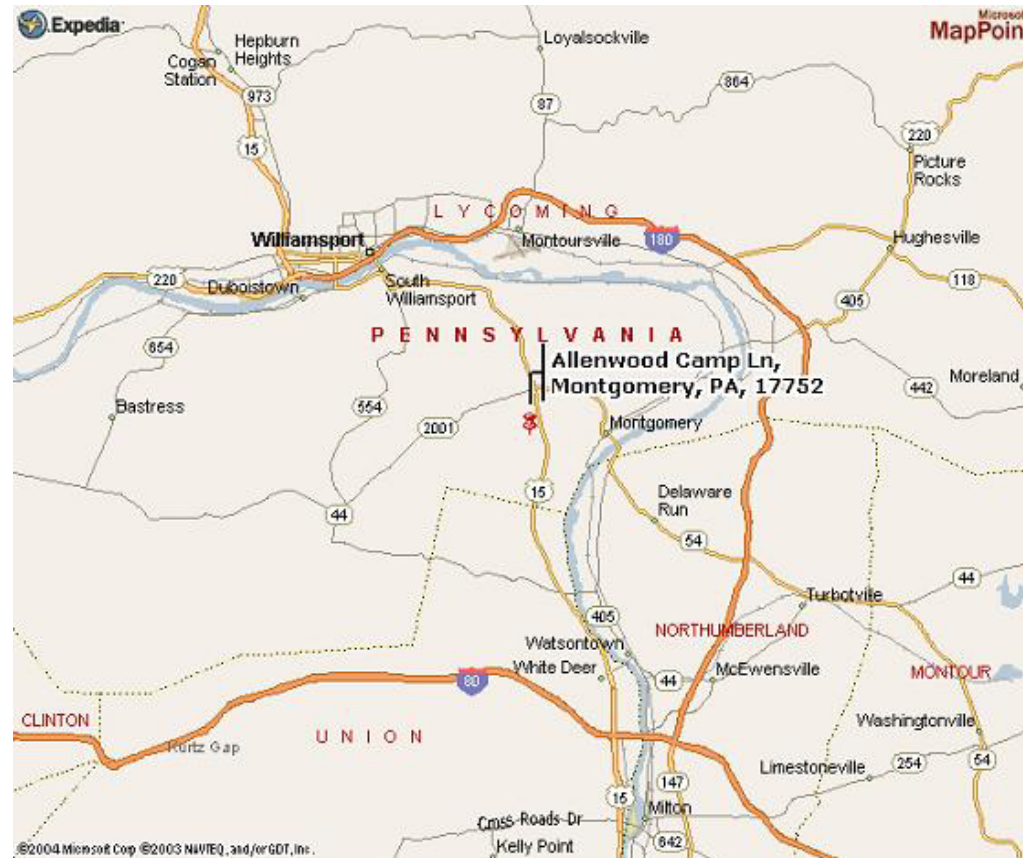 Expedia
Microsoft
MapPoin
Hepburn
Heights
Loyalsockville
Cogan
Station
864
973
87
220
15
Picture
Rocks
LYCOMING
Williamsport
Montoursville
180
Hughesville
220
Duboistown
South
Williamsport
118
405
PENNSYLVANIA
654
Allenwood Camp Ln,
Montgomery, PA, 17752
442
Moreland
Bastress
554
2001
Montgomery
15
Delaware
Run
44
54
44
Turbotville
405
NORTHUMBERLAND
Watsontown
White Deer
44
McEwensville
MONTOUR
80
CLINTON
UNION
Kurtz Gap
Washingtonville
254
54
Limestoneville
147
15
Milton
Cross Roads Dr
642
Kelly Point
©2004 Microsoft Corp ©2003 NAVTEQ, and/or GDT, Inc.